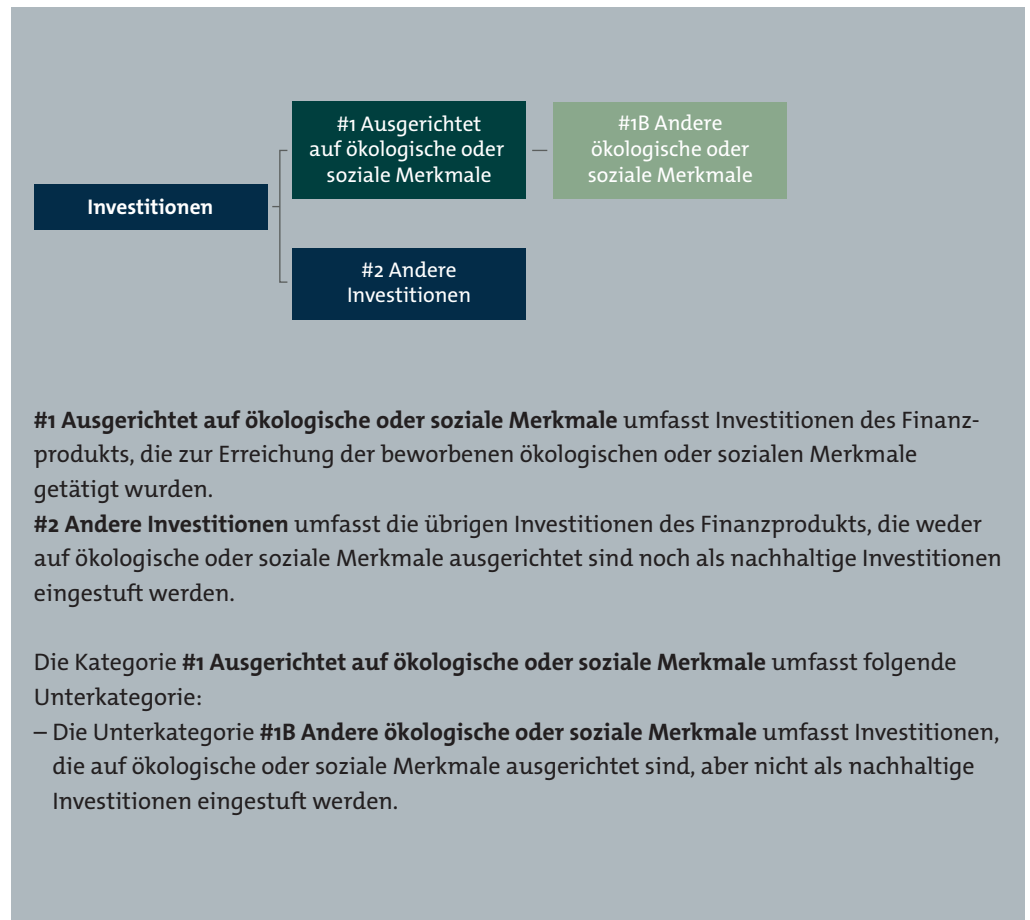 #1 Ausgerichtet
auf ökologische oder
soziale Merkmale
#1B Andere
ökologische oder
soziale Merkmale
Investitionen
#2 Andere
Investitionen
#1 Ausgerichtet auf ökologische oder soziale Merkmale umfasst Investitionen des Finanz-
produkts, die zur Erreichung der beworbenen ökologischen oder sozialen Merkmale
getätigt wurden.
#2 Andere Investitionen umfasst die übrigen Investitionen des Finanzprodukts, die weder
auf ökologische oder soziale Merkmale ausgerichtet sind noch als nachhaltige Investitionen
eingestuft werden.
Die Kategorie #1 Ausgerichtet auf ökologische oder soziale Merkmale umfasst folgende
Unterkategorie:
– Die Unterkategorie #1B Andere ökologische oder soziale Merkmale umfasst Investitionen,
die auf ökologische oder soziale Merkmale ausgerichtet sind, aber nicht als nachhaltige
Investitionen eingestuft werden.